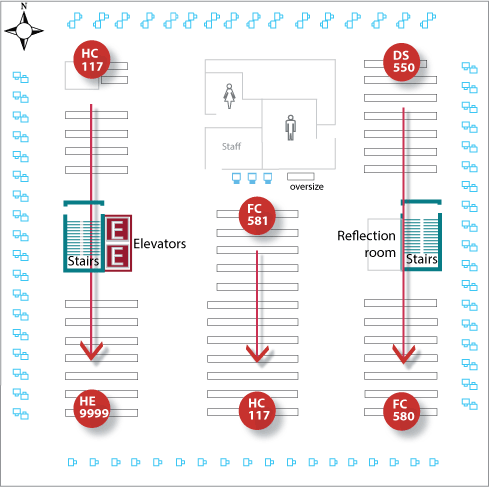 N
HC
117
DS
550
Staff
oversize
FC
581
E
E
Elevators
Stairs
Reflection
room
Stairs
HE
9999
HC
117
FC
580